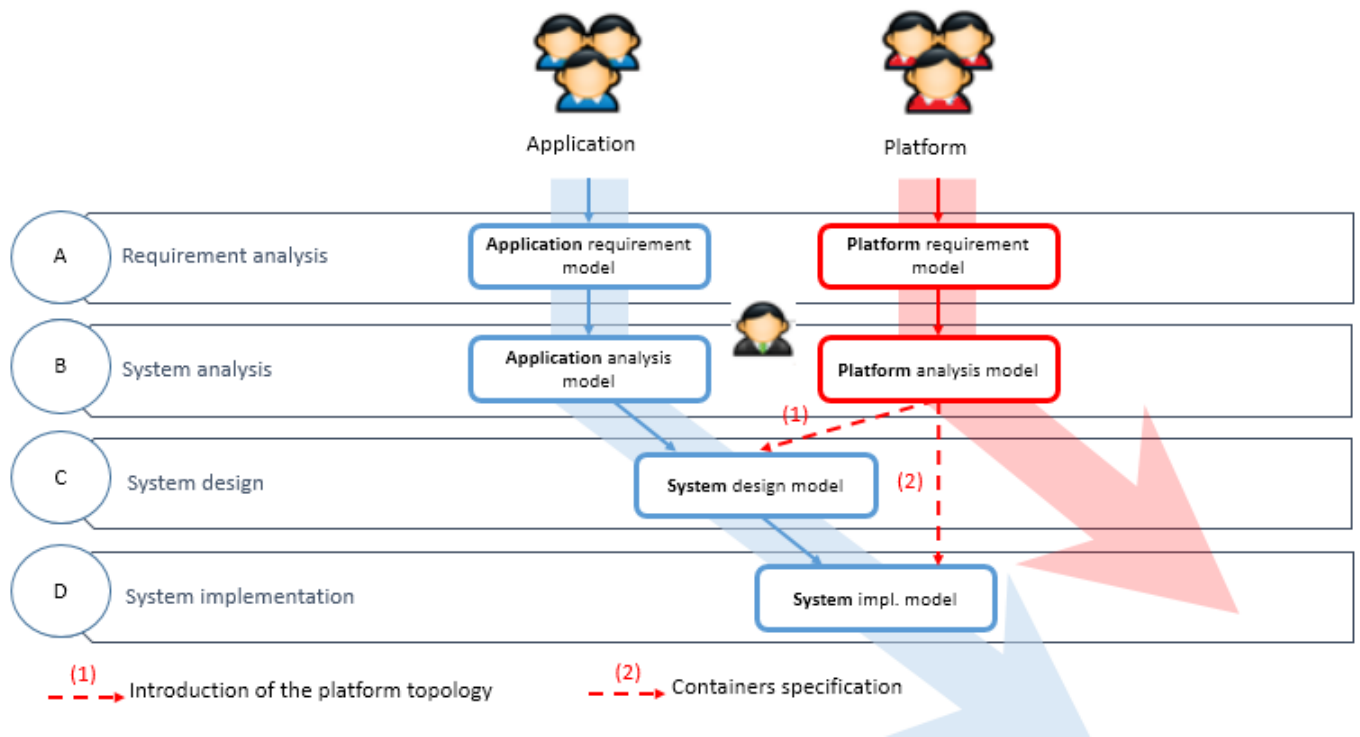 Application
Platform
A
Requirement analysis
Application requirement
model
Platform requirement
model
B
System analysis
Application analysis
model
Platform analysis model
(1)
C
System design
System design model
(2)
D
System implementation
System impl. model
(1)
Introduction of the platform topology
(2)
Containers specification